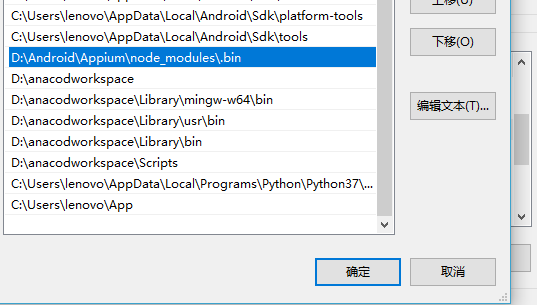 上移(U)
C:\Users\lenovo\AppData\Local\Android\Sdk\platform-tools
C:\Users\lenovo\AppData\Local\Android\Sdk\tools
下移(O)
D:\Android\Appium\node_modules\.bin
D:\anacodworkspace
D:\anacodworkspace\Library\mingw-w64\bin
编辑文本(T)...
D:\anacodworkspace\Library\usr\bin
D:\anacodworkspace\Library\bin
D:\anacodworkspace\Scripts
C:\Users\lenovo\AppData\Local\Programs\Python\Python37\...
C:\Users\lenovo\App
确定
取消